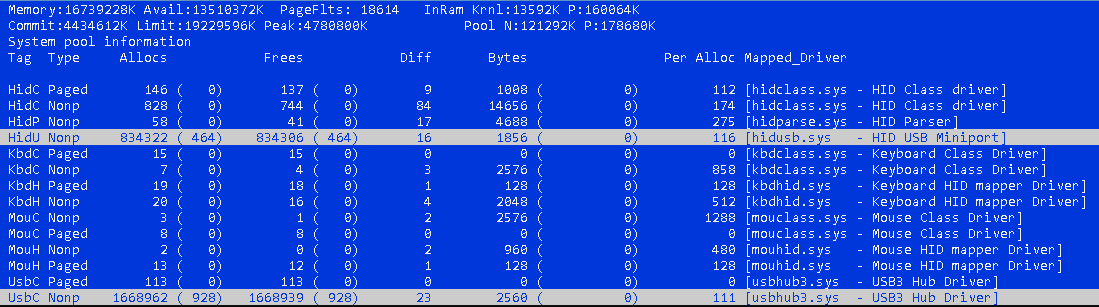 Memory:16739228K Avail:13510372K PageFlts: 18614 InRam Krnl:13592K P:160064K
Commit:4434612K Limit:19229596K Peak:4780800K Pool N:121292K P:178680K
System pool information
Tag Type Allocs Frees Diff Bytes Per Alloc Mapped_Driver
HidC Paged 146 ( 0) 137 ( 0) 9 1008 ( 0) 112 [hidclass.sys - HID Class driver]
HidC Nonp 828 ( 0) 744 ( 0) 84 14656 ( 0) 174 [hidclass.sys - HID Class driver]
HidP Nonp 58 ( 0) 41 ( 0) 17 4688 ( 0) 275 [hidparse.sys - HID Parser]
HidU Nonp 834322 ( 464) 834306 ( 464) 16 1856 ( 0) 116 [hidusb.sys - HID USB Miniport]
KbdC Paged 15 ( 0) 15 ( 0) 0 0 ( 0) 0 [kbdclass.sys - Keyboard Class Driver]
KbdC Nonp 7 ( 0) 4 ( 0) 3 2576 ( 0) 858 [kbdclass.sys - Keyboard Class Driver]
KbdH Paged 19 ( 0) 18 ( 0) 1 128 ( 0) 128 [kbdhid.sys - Keyboard HID mapper Driver]
KbdH Nonp 20 ( 0) 16 ( 0) 4 2048 ( 0) 512 [kbdhid.sys - Keyboard HID mapper Driver]
MouC Nonp 3 ( 0) 1 ( 0) 2 2576 ( 0) 1288 [mouclass.sys - Mouse Class Driver]
MouC Paged 8 ( 0) 8 ( 0) 0 0 ( 0) 0 [mouclass.sys - Mouse Class Driver]
MouH Nonp 2 ( 0) 0 ( 0) 2 960 ( 0) 480 [mouhid.sys - Mouse HID mapper Driver]
MouH Paged 13 ( 0) 12 ( 0) 1 128 ( 0) 128 [mouhid.sys - Mouse HID mapper Driver]
UsbC Paged 113 ( 0) 113 ( 0) 0 0 ( 0) 0 [usbhub3.sys - USB3 Hub Driver]
UsbC Nonp 1668962 ( 928) 1668939 ( 928) 23 2560 ( 0) 111 [usbhub3.sys - USB3 Hub Driver]